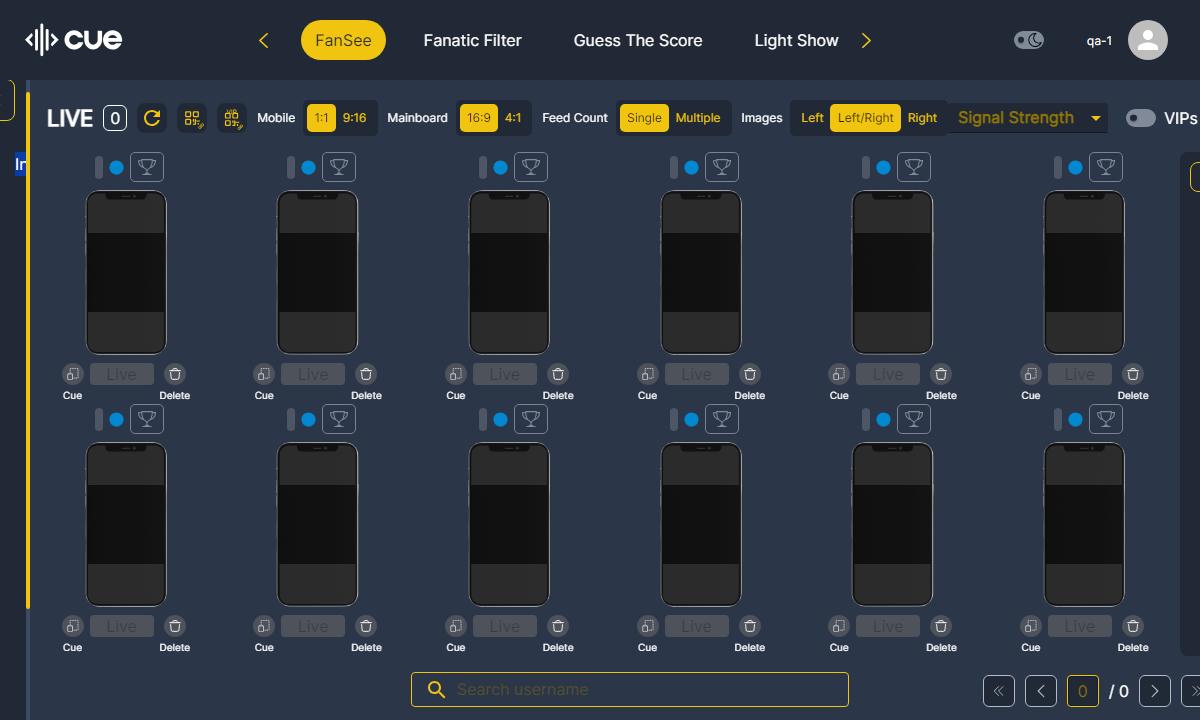 cue FanSee Fanatic Filter Guess The Score Light Show qa-1
LIVE 0 Mobile 1:1 9:16 Mainboard 16:9 4:1 Feed Count Single Multiple Images Left Left/Right Right Signal Strength VIPs
In
Live Live Live Live Live Live
Cue Delete Cue Delete Cue Delete Cue Delete Cue Delete Cue Delete
Live Live Live Live Live Live
Cue Delete Cue Delete Cue Delete Cue Delete Cue Delete Cue Delete
Search username 0 / 0